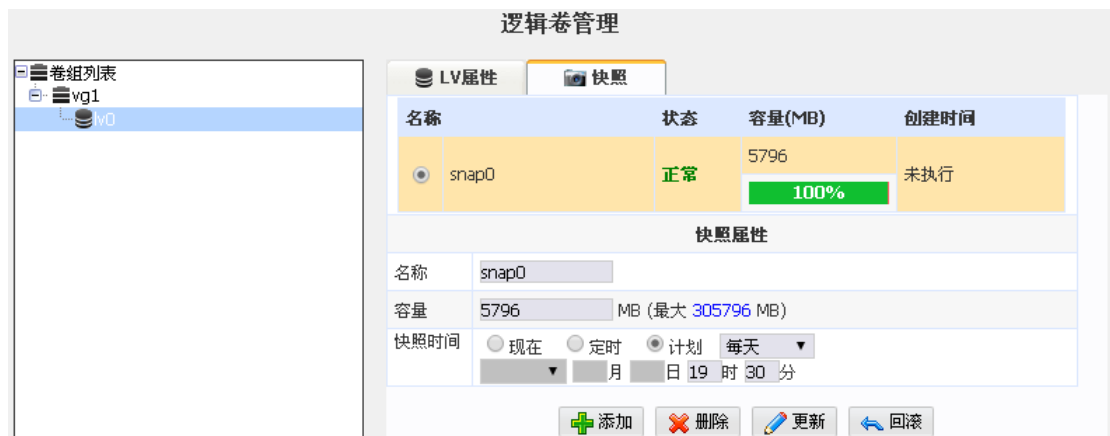 逻辑卷管理
卷组列表
vg1
lv0
LV属性 快照
名称 状态 容量(MB) 创建时间
snap0 正常 5796 未执行
100%
快照属性
名称 snap0
容量 5796 MB (最大 305796 MB)
快照时间 现在 定时 计划 每天
月 日 19 时 30 分
添加 删除 更新 回滚